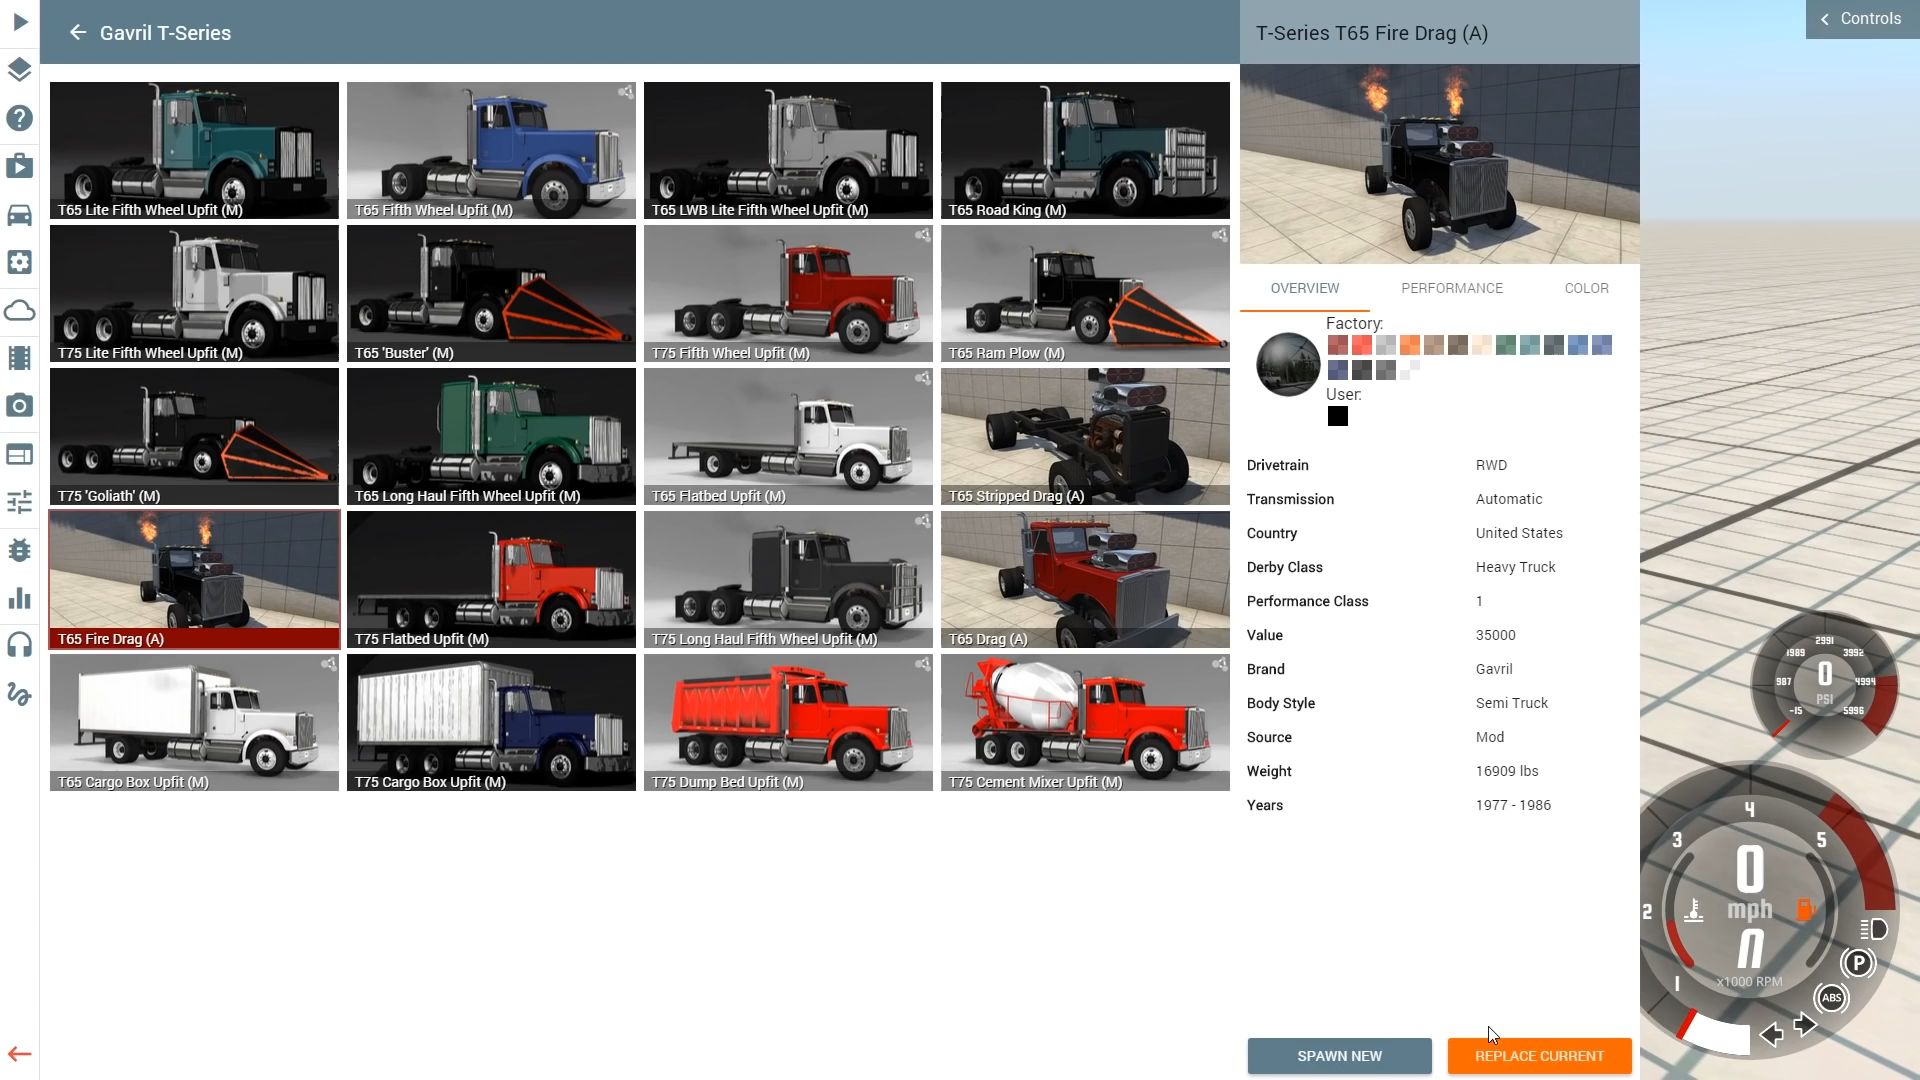 Gavril T-Series
T-Series T65 Fire Drag (A)
Controls
T65 Lite Fifth Wheel Upfit (M)
T65 Fifth Wheel Upfit (M)
T65 LWB Lite Fifth Wheel Upfit (M)
T65 Road King (M)
T75 Lite Fifth Wheel Upfit (M)
T65 'Buster' (M)
T75 Fifth Wheel Upfit (M)
T65 Ram Plow (M)
T75 'Goliath' (M)
T65 Long Haul Fifth Wheel Upfit (M)
T65 Flatbed Upfit (M)
T65 Stripped Drag (A)
T65 Fire Drag (A)
T75 Flatbed Upfit (M)
T75 Long Haul Fifth Wheel Upfit (M)
T65 Drag (A)
T65 Cargo Box Upfit (M)
T75 Cargo Box Upfit (M)
T75 Dump Bed Upfit (M)
T75 Cement Mixer Upfit (M)
OVERVIEW PERFORMANCE COLOR
Factory:
User:
Drivetrain RWD
Transmission Automatic
Country United States
Derby Class Heavy Truck
Performance Class 1
Value 35000
Brand Gavril
Body Style Semi Truck
Source Mod
Weight 16909 lbs
Years 1977 - 1986
SPAWN NEW
REPLACE CURRENT
2991
1989 3992
987 0 4994
PSI
-15 5996
4
3 5
0
2 mph
n
1 x1000 RPM
P
ABS